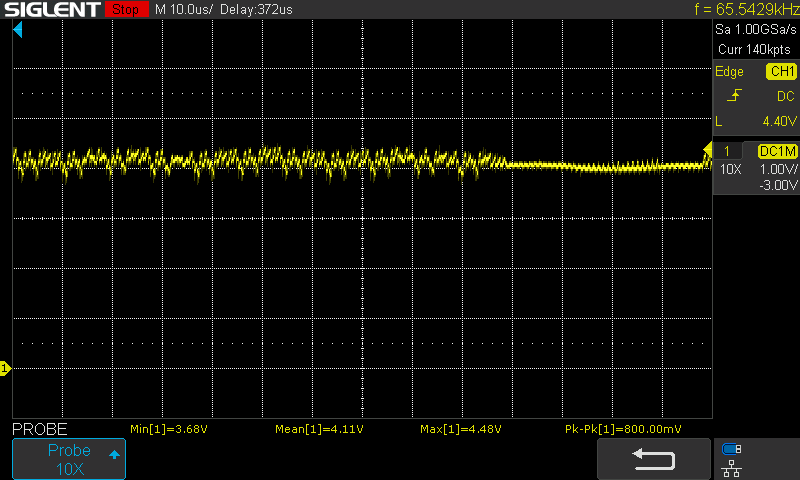 SIGLENT Stop M 10.0us/ Delay:372us f = 65.5429kHz
Sa 1.00GSa/s
Curr 140kpts
Edge CH1
DC
L 4.40V
1 DC1M
10X 1.00V/
-3.00V
1
PROBE Min[1]=3.68V Mean[1]=4.11V Max[1]=4.48V Pk-Pk[1]=800.00mV
Probe
10X